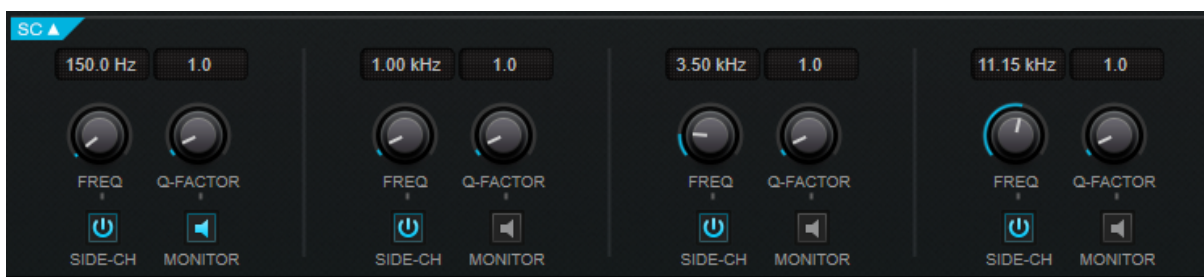 SC ▲
150.0 Hz 1.0 1.00 kHz 1.0 3.50 kHz 1.0 11.15 kHz 1.0
FREQ Q-FACTOR FREQ Q-FACTOR FREQ Q-FACTOR FREQ Q-FACTOR
SIDE-CH MONITOR SIDE-CH MONITOR SIDE-CH MONITOR SIDE-CH MONITOR